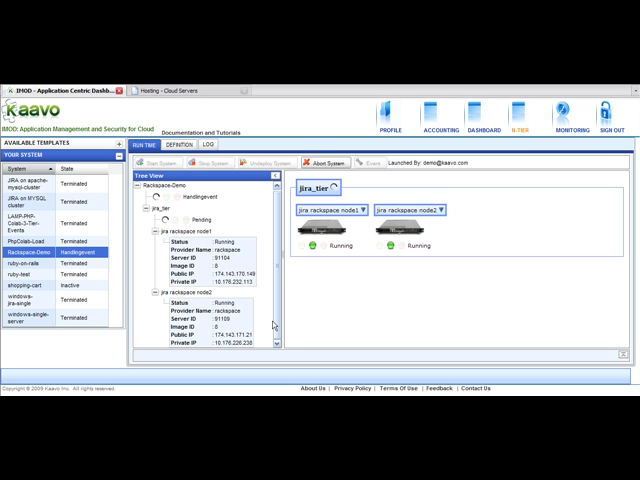 IMOD - Application Centric Dashb...
Hosting - Cloud Servers
kaavo
IMOD: Application Management and Security for Cloud
Documentation and Tutorials
PROFILE
ACCOUNTING
DASHBOARD
N-TIER
MONITORING
SIGN OUT
AVAILABLE TEMPLATES
YOUR SYSTEM
System State
JIRA on apache-mysql-cluster Terminated
JIRA on MYSQL cluster Terminated
LAMP-PHP-Colab-3-Tier-Events Terminated
PhpColab-Load Terminated
Rackspace-Demo Handlingevent
ruby-on-rails Terminated
ruby-test Terminated
shopping-cart Inactive
windows-jira-single Terminated
windows-single-server Terminated
RUN TIME DEFINITION LOG
Start System Stop System Undeploy System Abort System Event Launched By: demo@kaavo.com
Tree View
Rackspace-Demo
Handlingevent
jira_tier
Pending
jira rackspace node1
Status : Running
Provider Name : rackspace
Server ID : 91104
Image ID : 8
Public IP : 174.143.170.149
Private IP : 10.176.232.113
jira rackspace node2
Status : Running
Provider Name : rackspace
Server ID : 91109
Image ID : 8
Public IP : 174.143.171.21
Private IP : 10.176.226.238
jira_tier
jira rackspace node1 jira rackspace node2
Running Running
Copyright © 2009 Kaavo Inc. All rights reserved.
About Us | Privacy Policy | Terms Of Use | Feedback | Contact Us